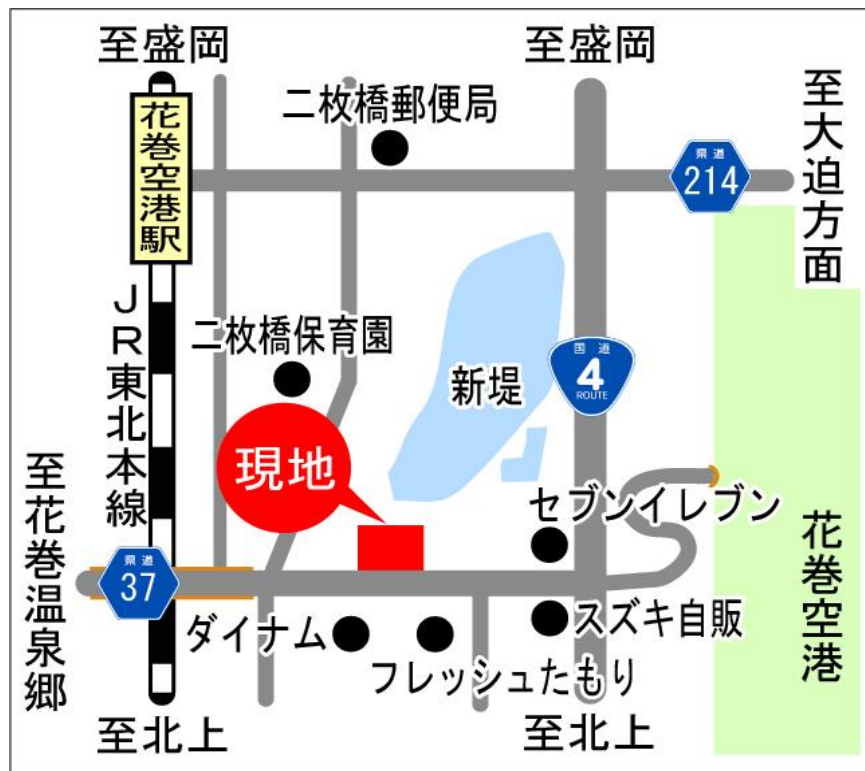 至盛岡
至盛岡
二枚橋郵便局
花巻空港駅
県道
214
至大迫方面
JR東北本線
二枚橋保育園
新堤
国道
4
ROUTE
現地
至花巻温泉郷
セブンイレブン
県道
37
花巻空港
ダイナム
スズキ自販
フレッシュたもり
至北上
至北上